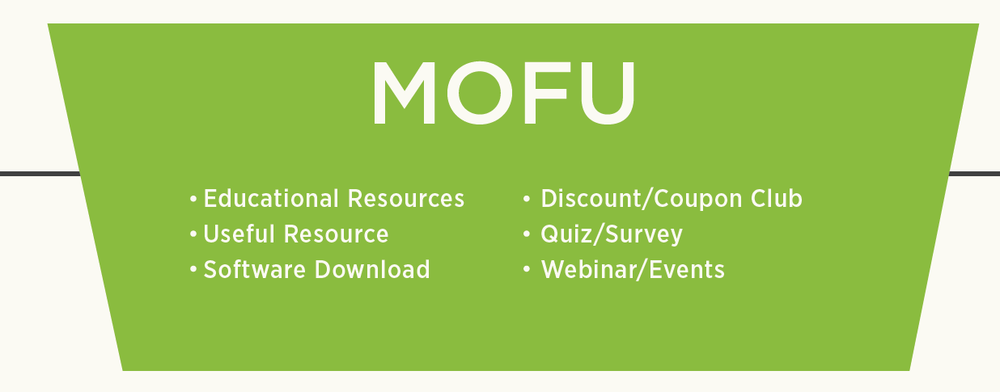 MOFU
• Educational Resources
• Useful Resource
• Software Download
• Discount/Coupon Club
• Quiz/Survey
• Webinar/Events